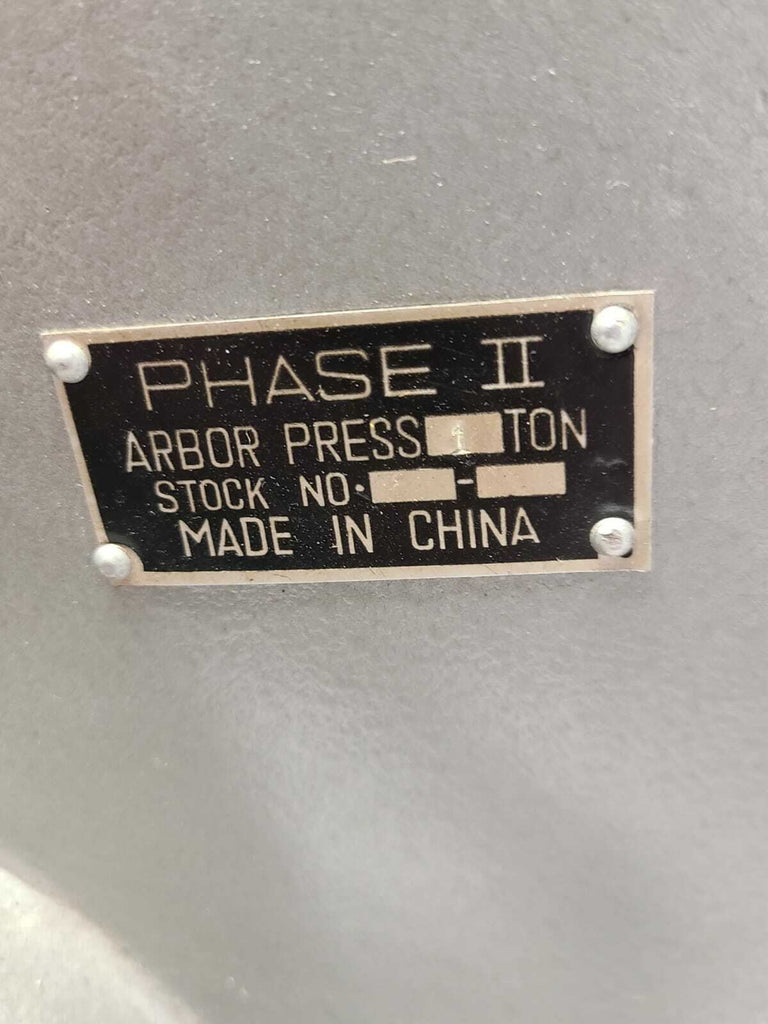 PHASE II
ARBOR PRESS 1 TON
STOCK NO. -
MADE IN CHINA